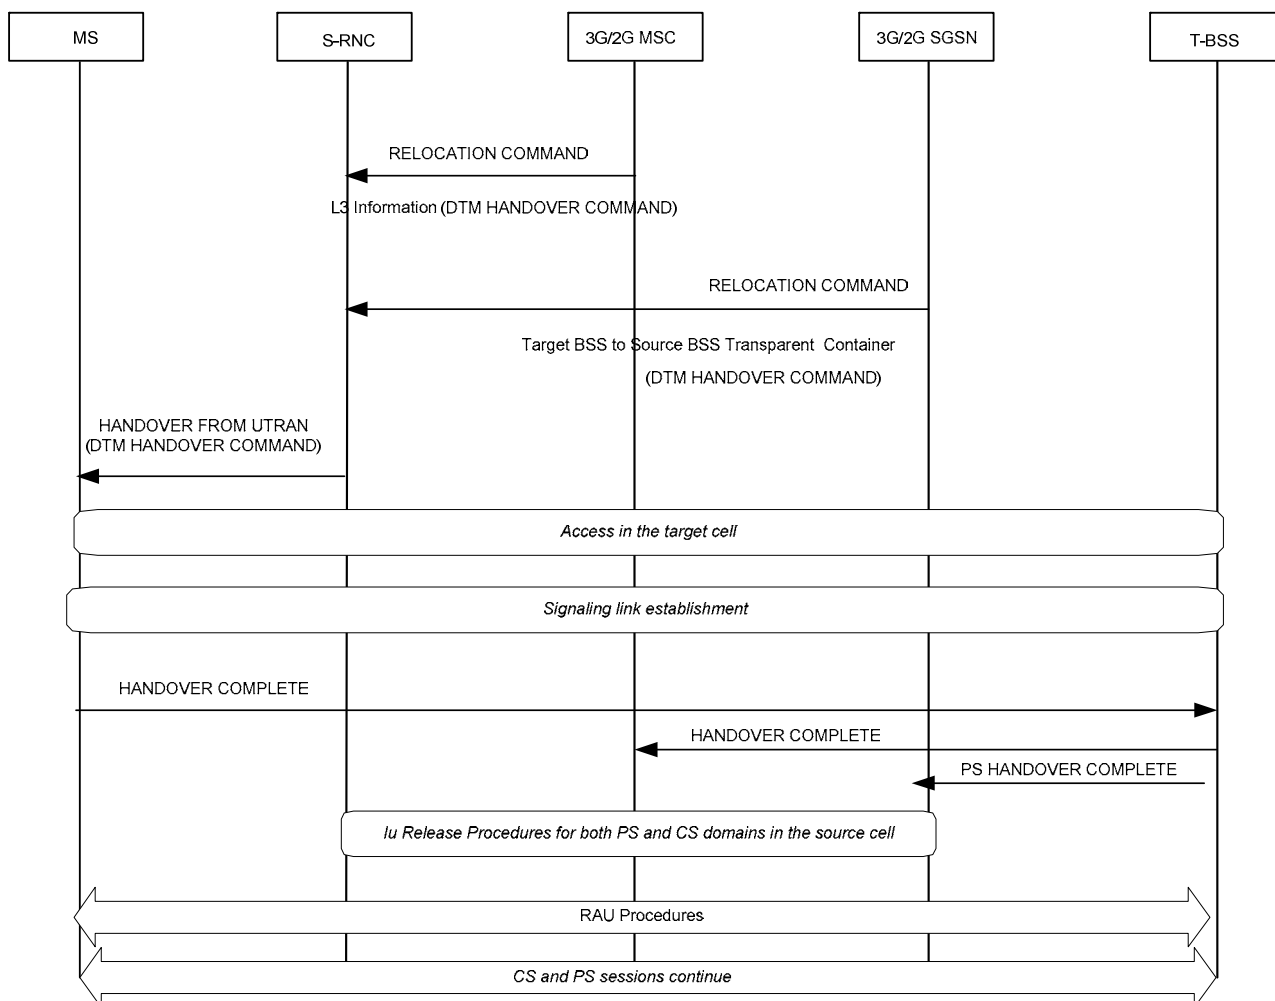 MS
S-RNC
3G/2G MSC
3G/2G SGSN
T-BSS
RELOCATION COMMAND
L3 Information (DTM HANDOVER COMMAND)
RELOCATION COMMAND
Target BSS to Source BSS Transparent Container
(DTM HANDOVER COMMAND)
HANDOVER FROM UTRAN
(DTM HANDOVER COMMAND)
Access in the target cell
Signaling link establishment
HANDOVER COMPLETE
HANDOVER COMPLETE
PS HANDOVER COMPLETE
Iu Release Procedures for both PS and CS domains in the source cell
RAU Procedures
CS and PS sessions continue